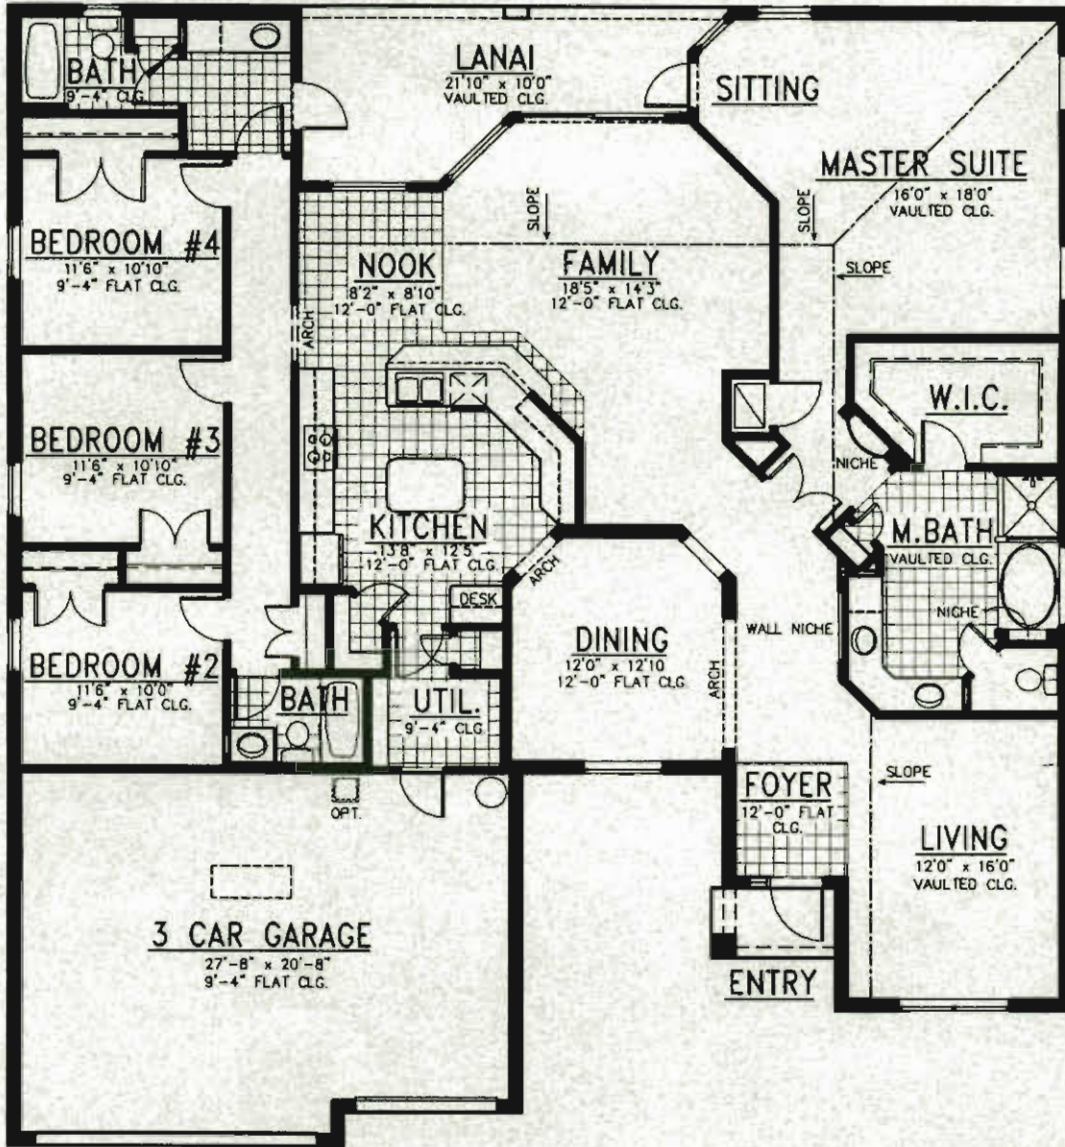 BATH
9'-4" CLG.
LANAI
21'10" x 10'0"
VAULTED CLG.
SITTING
MASTER SUITE
16'0" x 18'0"
VAULTED CLG.
SLOPE
SLOPE
SLOPE
BEDROOM #4
11'6" x 10'10"
9'-4" FLAT CLG.
NOOK
8'2" x 8'10"
12'-0" FLAT CLG.
FAMILY
18'5" x 14'3"
12'-0" FLAT CLG.
ARCH
W.I.C.
BEDROOM #3
11'6" x 10'10"
9'-4" FLAT CLG.
NICHE
KITCHEN
13'8" x 12'5"
12'-0" FLAT CLG.
M.BATH
VAULTED CLG.
ARCH
DESK
NICHE
WALL NICHE
DINING
12'0" x 12'10
12'-0" FLAT CLG.
ARCH
BEDROOM #2
11'6" x 10'0"
9'-4" FLAT CLG.
BATH
UTIL.
9'-4" CLG.
OPT.
FOYER
12'-0" FLAT
CLG.
SLOPE
LIVING
12'0" x 16'0"
VAULTED CLG.
3 CAR GARAGE
27'-8" x 20'-8"
9'-4" FLAT CLG.
ENTRY